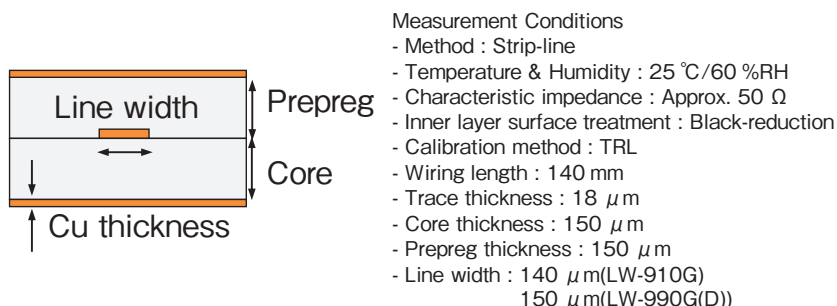 Line width
Prepreg
Core
Cu thickness
Measurement Conditions
- Method : Strip-line
- Temperature & Humidity : 25 ℃/60 %RH
- Characteristic impedance : Approx. 50 Ω
- Inner layer surface treatment : Black-reduction
- Calibration method : TRL
- Wiring length : 140 mm
- Trace thickness : 18 μm
- Core thickness : 150 μm
- Prepreg thickness : 150 μm
- Line width : 140 μm(LW-910G)
150 μm(LW-990G(D))